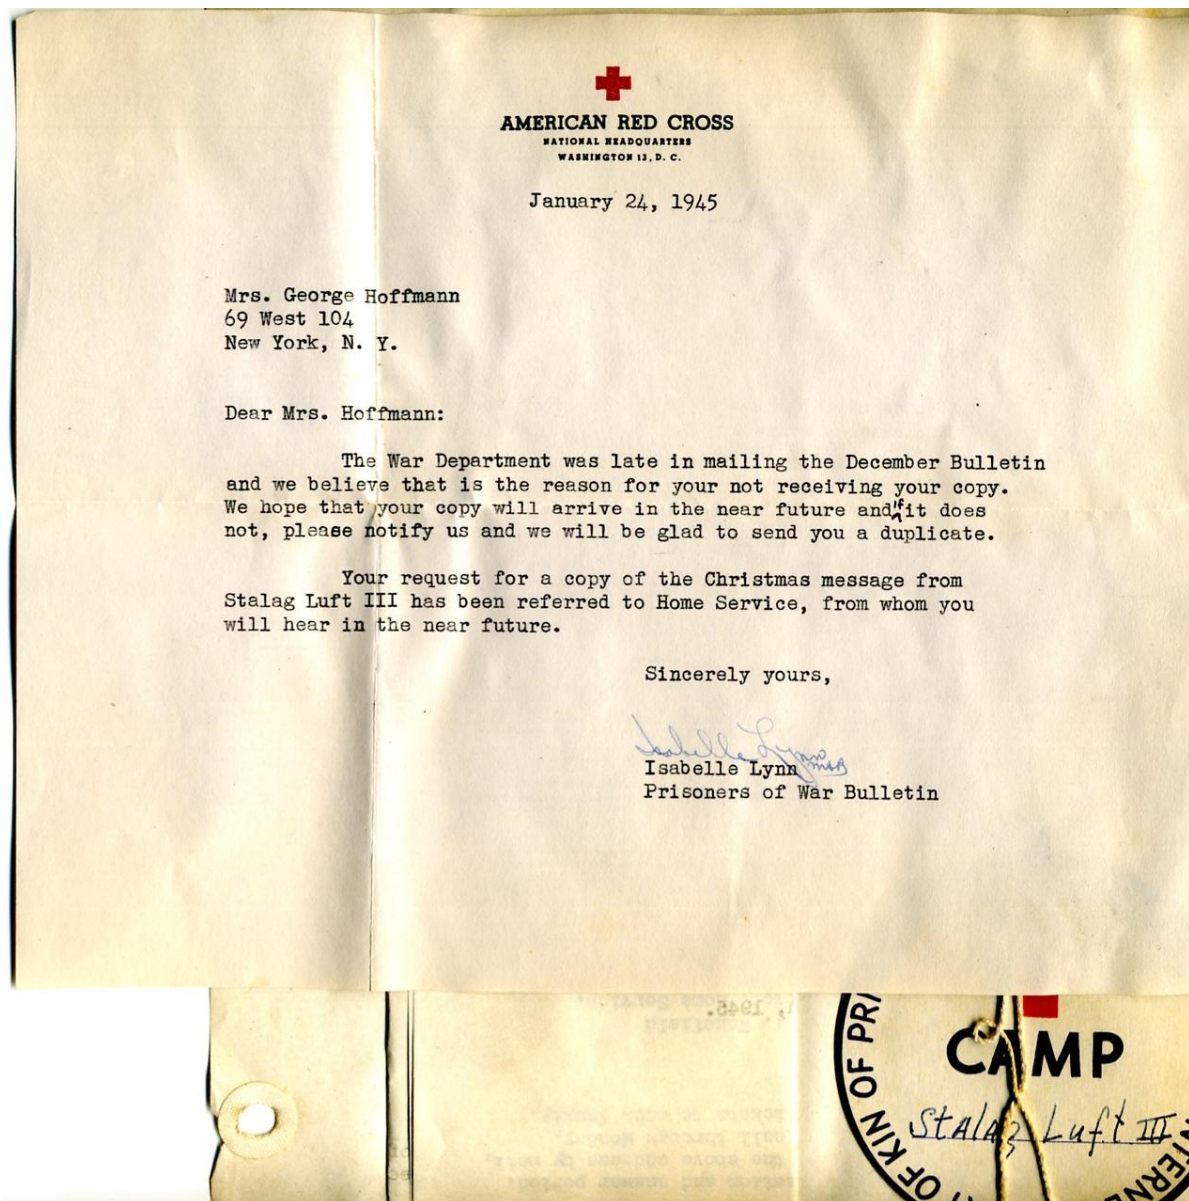 AMERICAN RED CROSS
NATIONAL HEADQUARTERS
WASHINGTON 13, D. C.
January 24, 1945
Mrs. George Hoffmann
69 West 104
New York, N. Y.
Dear Mrs. Hoffmann:
The War Department was late in mailing the December Bulletin
and we believe that is the reason for your not receiving your copy.
We hope that your copy will arrive in the near future and if it does
not, please notify us and we will be glad to send you a duplicate.
Your request for a copy of the Christmas message from
Stalag Luft III has been referred to Home Service, from whom you
will hear in the near future.
Sincerely yours,
Isabelle Lynn
Isabelle Lynn
Prisoners of War Bulletin
1945.
OF KIN OF PRI
CAMP
Stalag Luft III